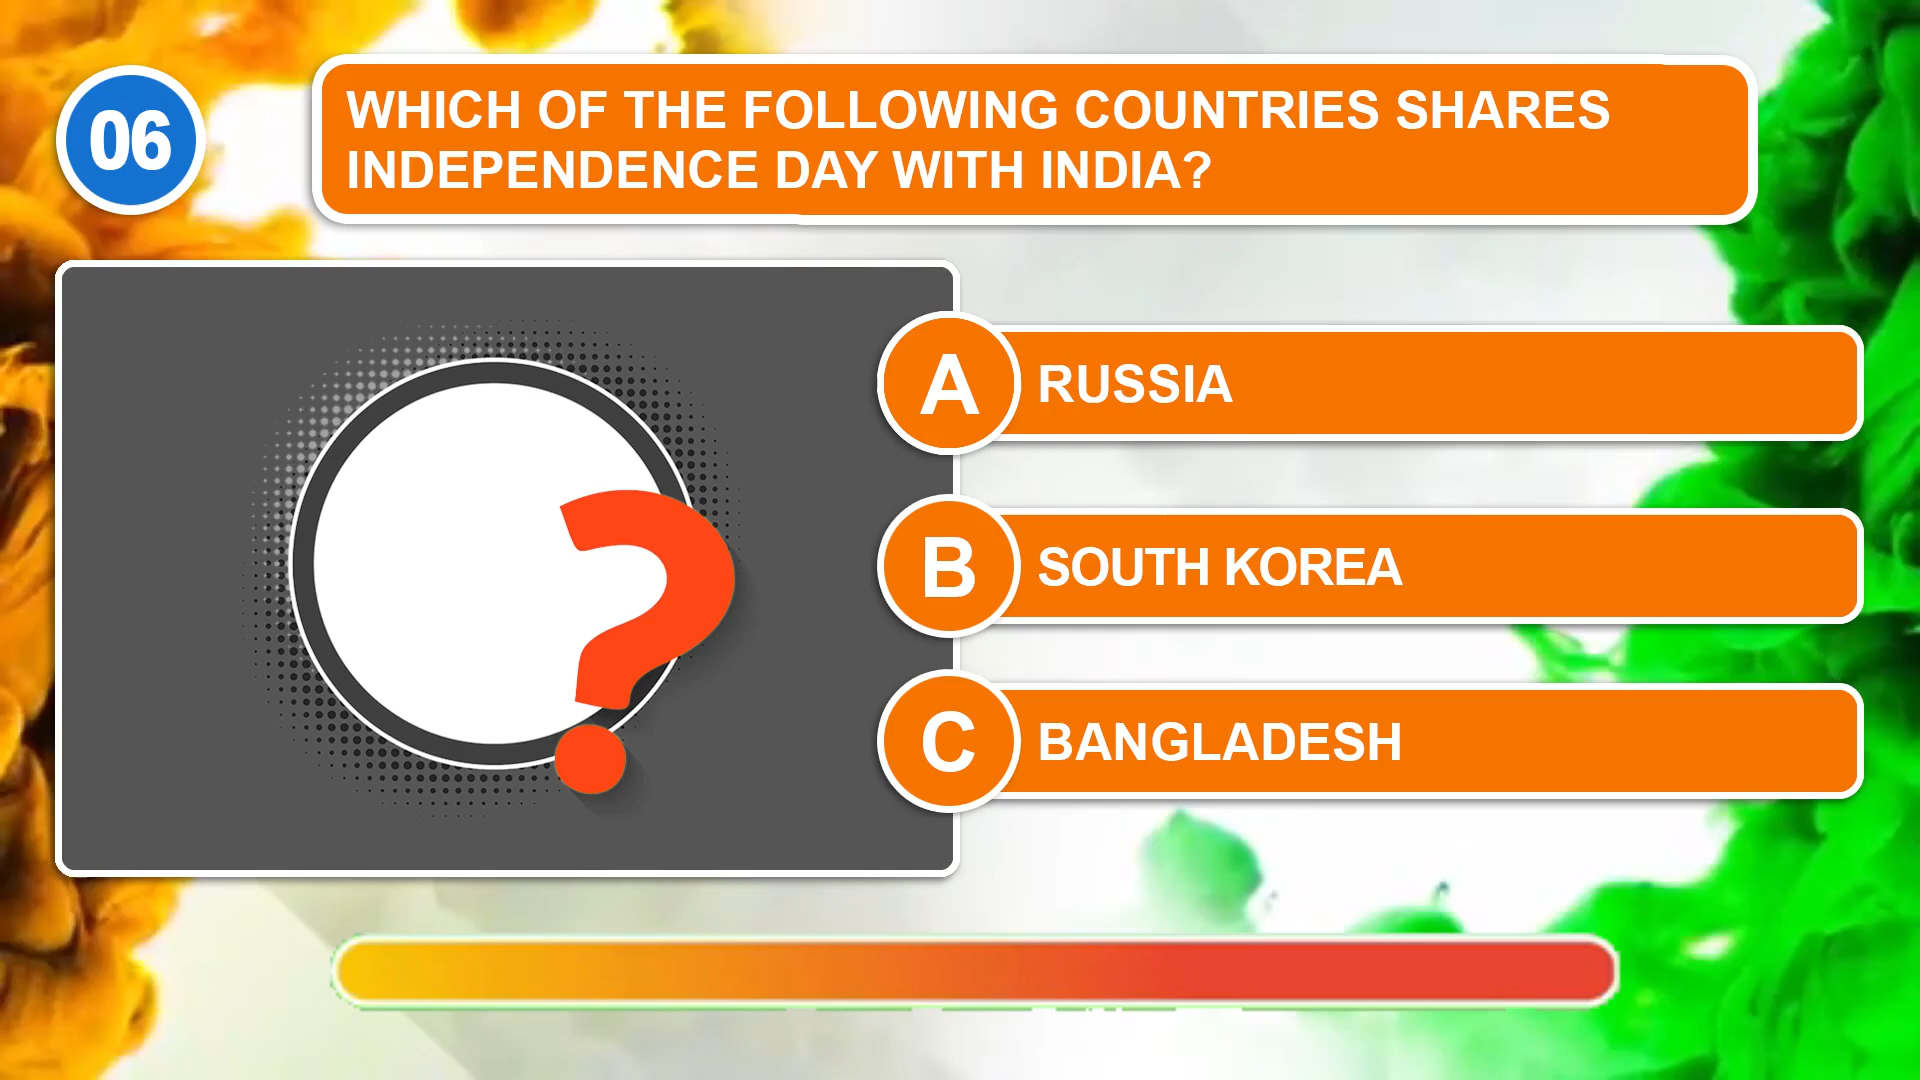 06
WHICH OF THE FOLLOWING COUNTRIES SHARES
INDEPENDENCE DAY WITH INDIA?
?
A RUSSIA
B SOUTH KOREA
C BANGLADESH